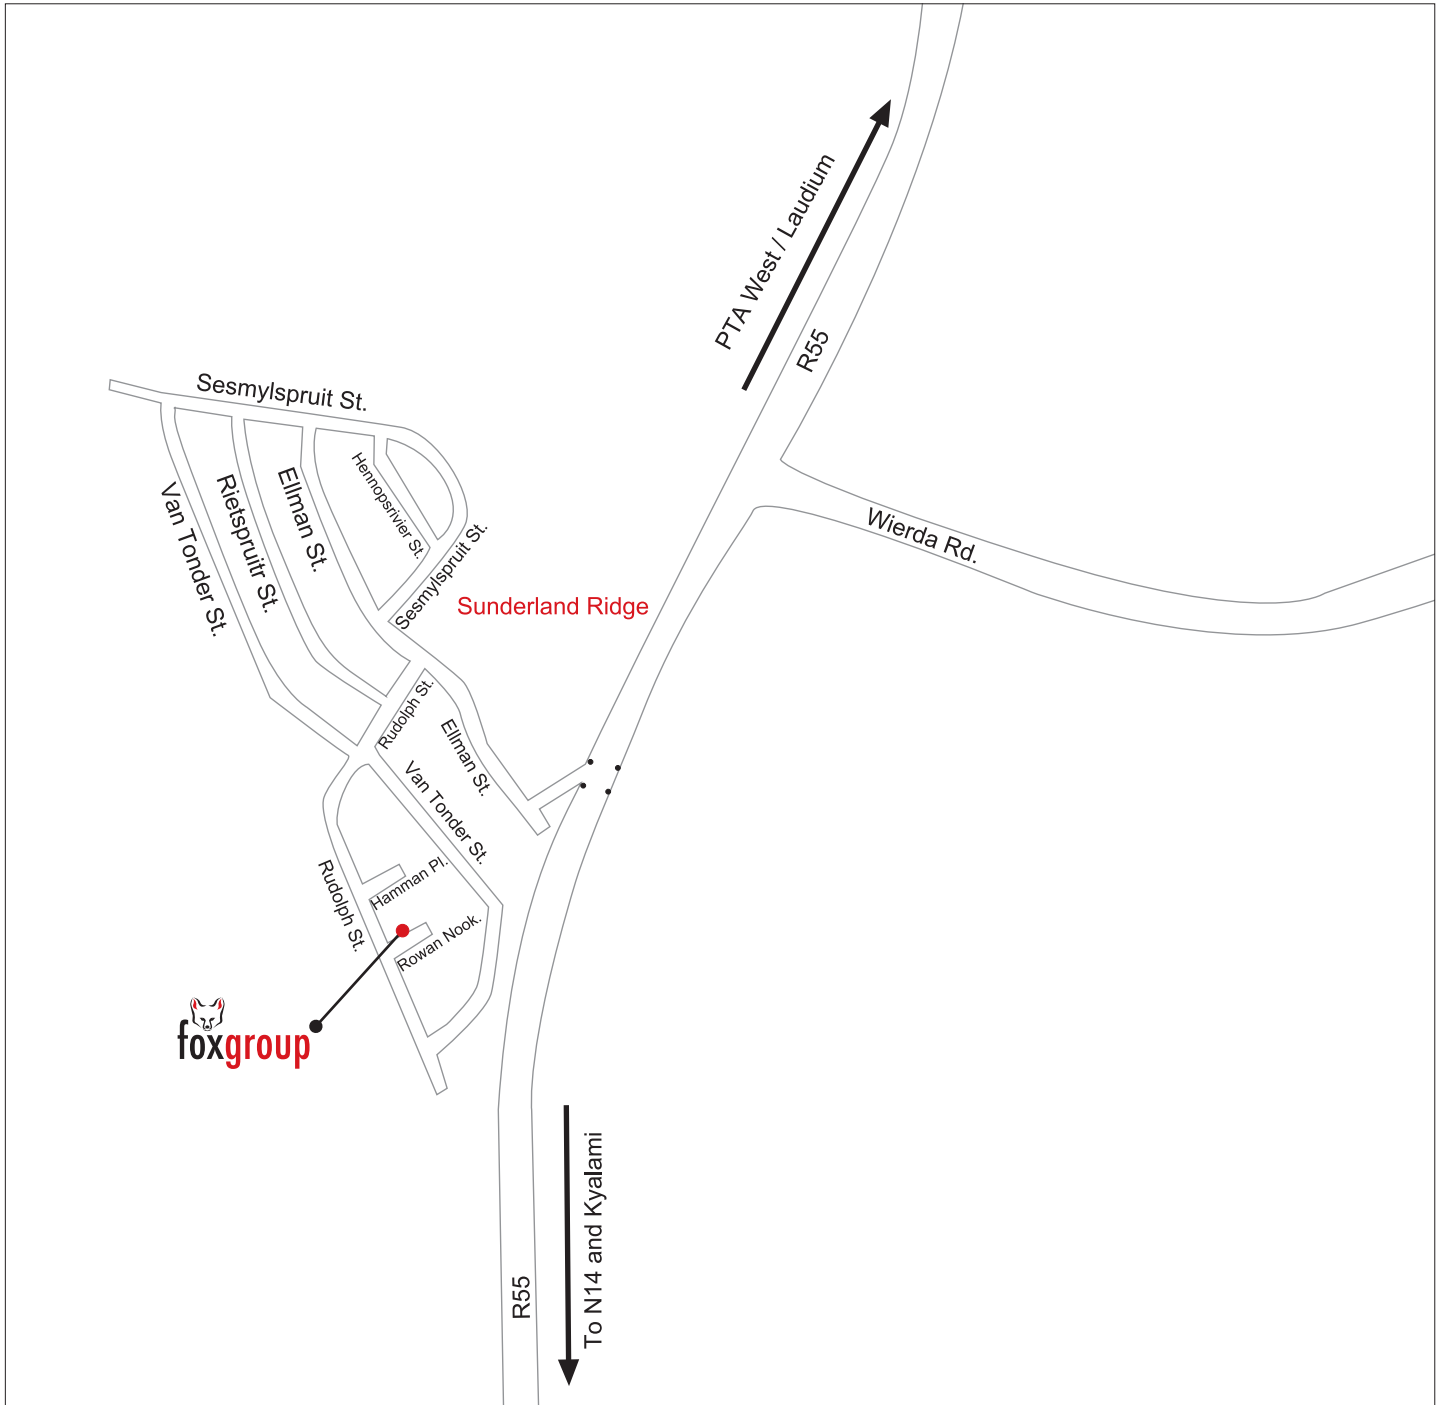 PTA West / Laudium
R55
Sesmylspruit St.
Hennopsrivier St.
Ellman St.
Rietspruitr St.
Van Tonder St.
Wierda Rd.
Sesmylspruit St.
Sunderland Ridge
Rudolph St.
Ellman St.
Van Tonder St.
Hamman Pl.
Rudolph St.
Rowan Nook.
foxgroup
To N14 and Kyalami
R55